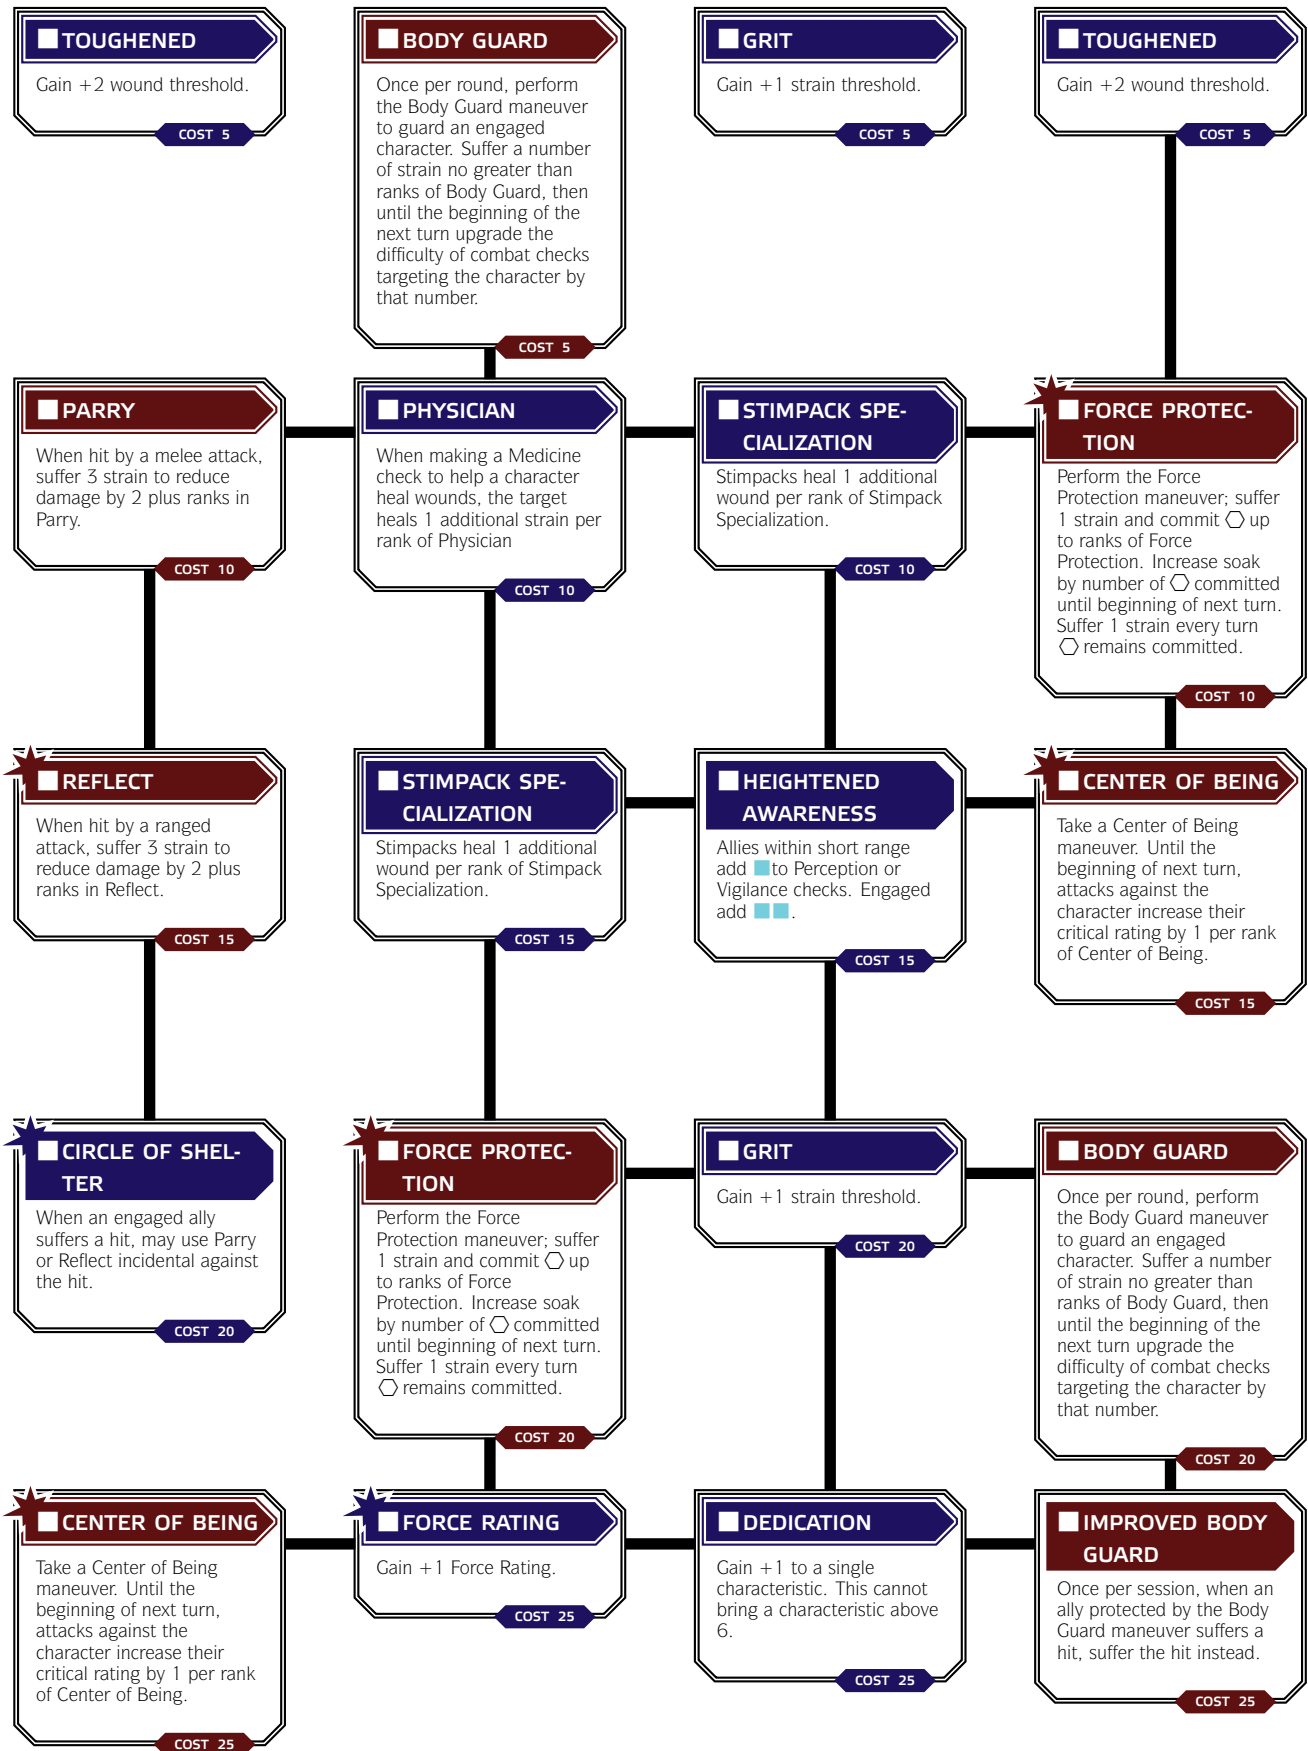 TOUGHENED
Gain +2 wound threshold.
COST 5
BODY GUARD
Once per round, perform
the Body Guard maneuver
to guard an engaged
character. Suffer a number
of strain no greater than
ranks of Body Guard, then
until the beginning of the
next turn upgrade the
difficulty of combat checks
targeting the character by
that number.
COST 5
GRIT
Gain +1 strain threshold.
COST 5
TOUGHENED
Gain +2 wound threshold.
COST 5
PARRY
When hit by a melee attack,
suffer 3 strain to reduce
damage by 2 plus ranks in
Parry.
COST 10
PHYSICIAN
When making a Medicine
check to help a character
heal wounds, the target
heals 1 additional strain per
rank of Physician
COST 10
STIMPACK SPE-
CIALIZATION
Stimpacks heal 1 additional
wound per rank of Stimpack
Specialization.
COST 10
FORCE PROTEC-
TION
Perform the Force
Protection maneuver; suffer
1 strain and commit up
to ranks of Force
Protection. Increase soak
by number of committed
until beginning of next turn.
Suffer 1 strain every turn
remains committed.
COST 10
REFLECT
When hit by a ranged
attack, suffer 3 strain to
reduce damage by 2 plus
ranks in Reflect.
COST 15
STIMPACK SPE-
CIALIZATION
Stimpacks heal 1 additional
wound per rank of Stimpack
Specialization.
COST 15
HEIGHTENED
AWARENESS
Allies within short range
add to Perception or
Vigilance checks. Engaged
add .
COST 15
CENTER OF BEING
Take a Center of Being
maneuver. Until the
beginning of next turn,
attacks against the
character increase their
critical rating by 1 per rank
of Center of Being.
COST 15
CIRCLE OF SHEL-
TER
When an engaged ally
suffers a hit, may use Parry
or Reflect incidental against
the hit.
COST 20
FORCE PROTEC-
TION
Perform the Force
Protection maneuver; suffer
1 strain and commit up
to ranks of Force
Protection. Increase soak
by number of committed
until beginning of next turn.
Suffer 1 strain every turn
remains committed.
COST 20
GRIT
Gain +1 strain threshold.
COST 20
BODY GUARD
Once per round, perform
the Body Guard maneuver
to guard an engaged
character. Suffer a number
of strain no greater than
ranks of Body Guard, then
until the beginning of the
next turn upgrade the
difficulty of combat checks
targeting the character by
that number.
COST 20
CENTER OF BEING
Take a Center of Being
maneuver. Until the
beginning of next turn,
attacks against the
character increase their
critical rating by 1 per rank
of Center of Being.
COST 25
FORCE RATING
Gain +1 Force Rating.
COST 25
DEDICATION
Gain +1 to a single
characteristic. This cannot
bring a characteristic above
6.
COST 25
IMPROVED BODY
GUARD
Once per session, when an
ally protected by the Body
Guard maneuver suffers a
hit, suffer the hit instead.
COST 25